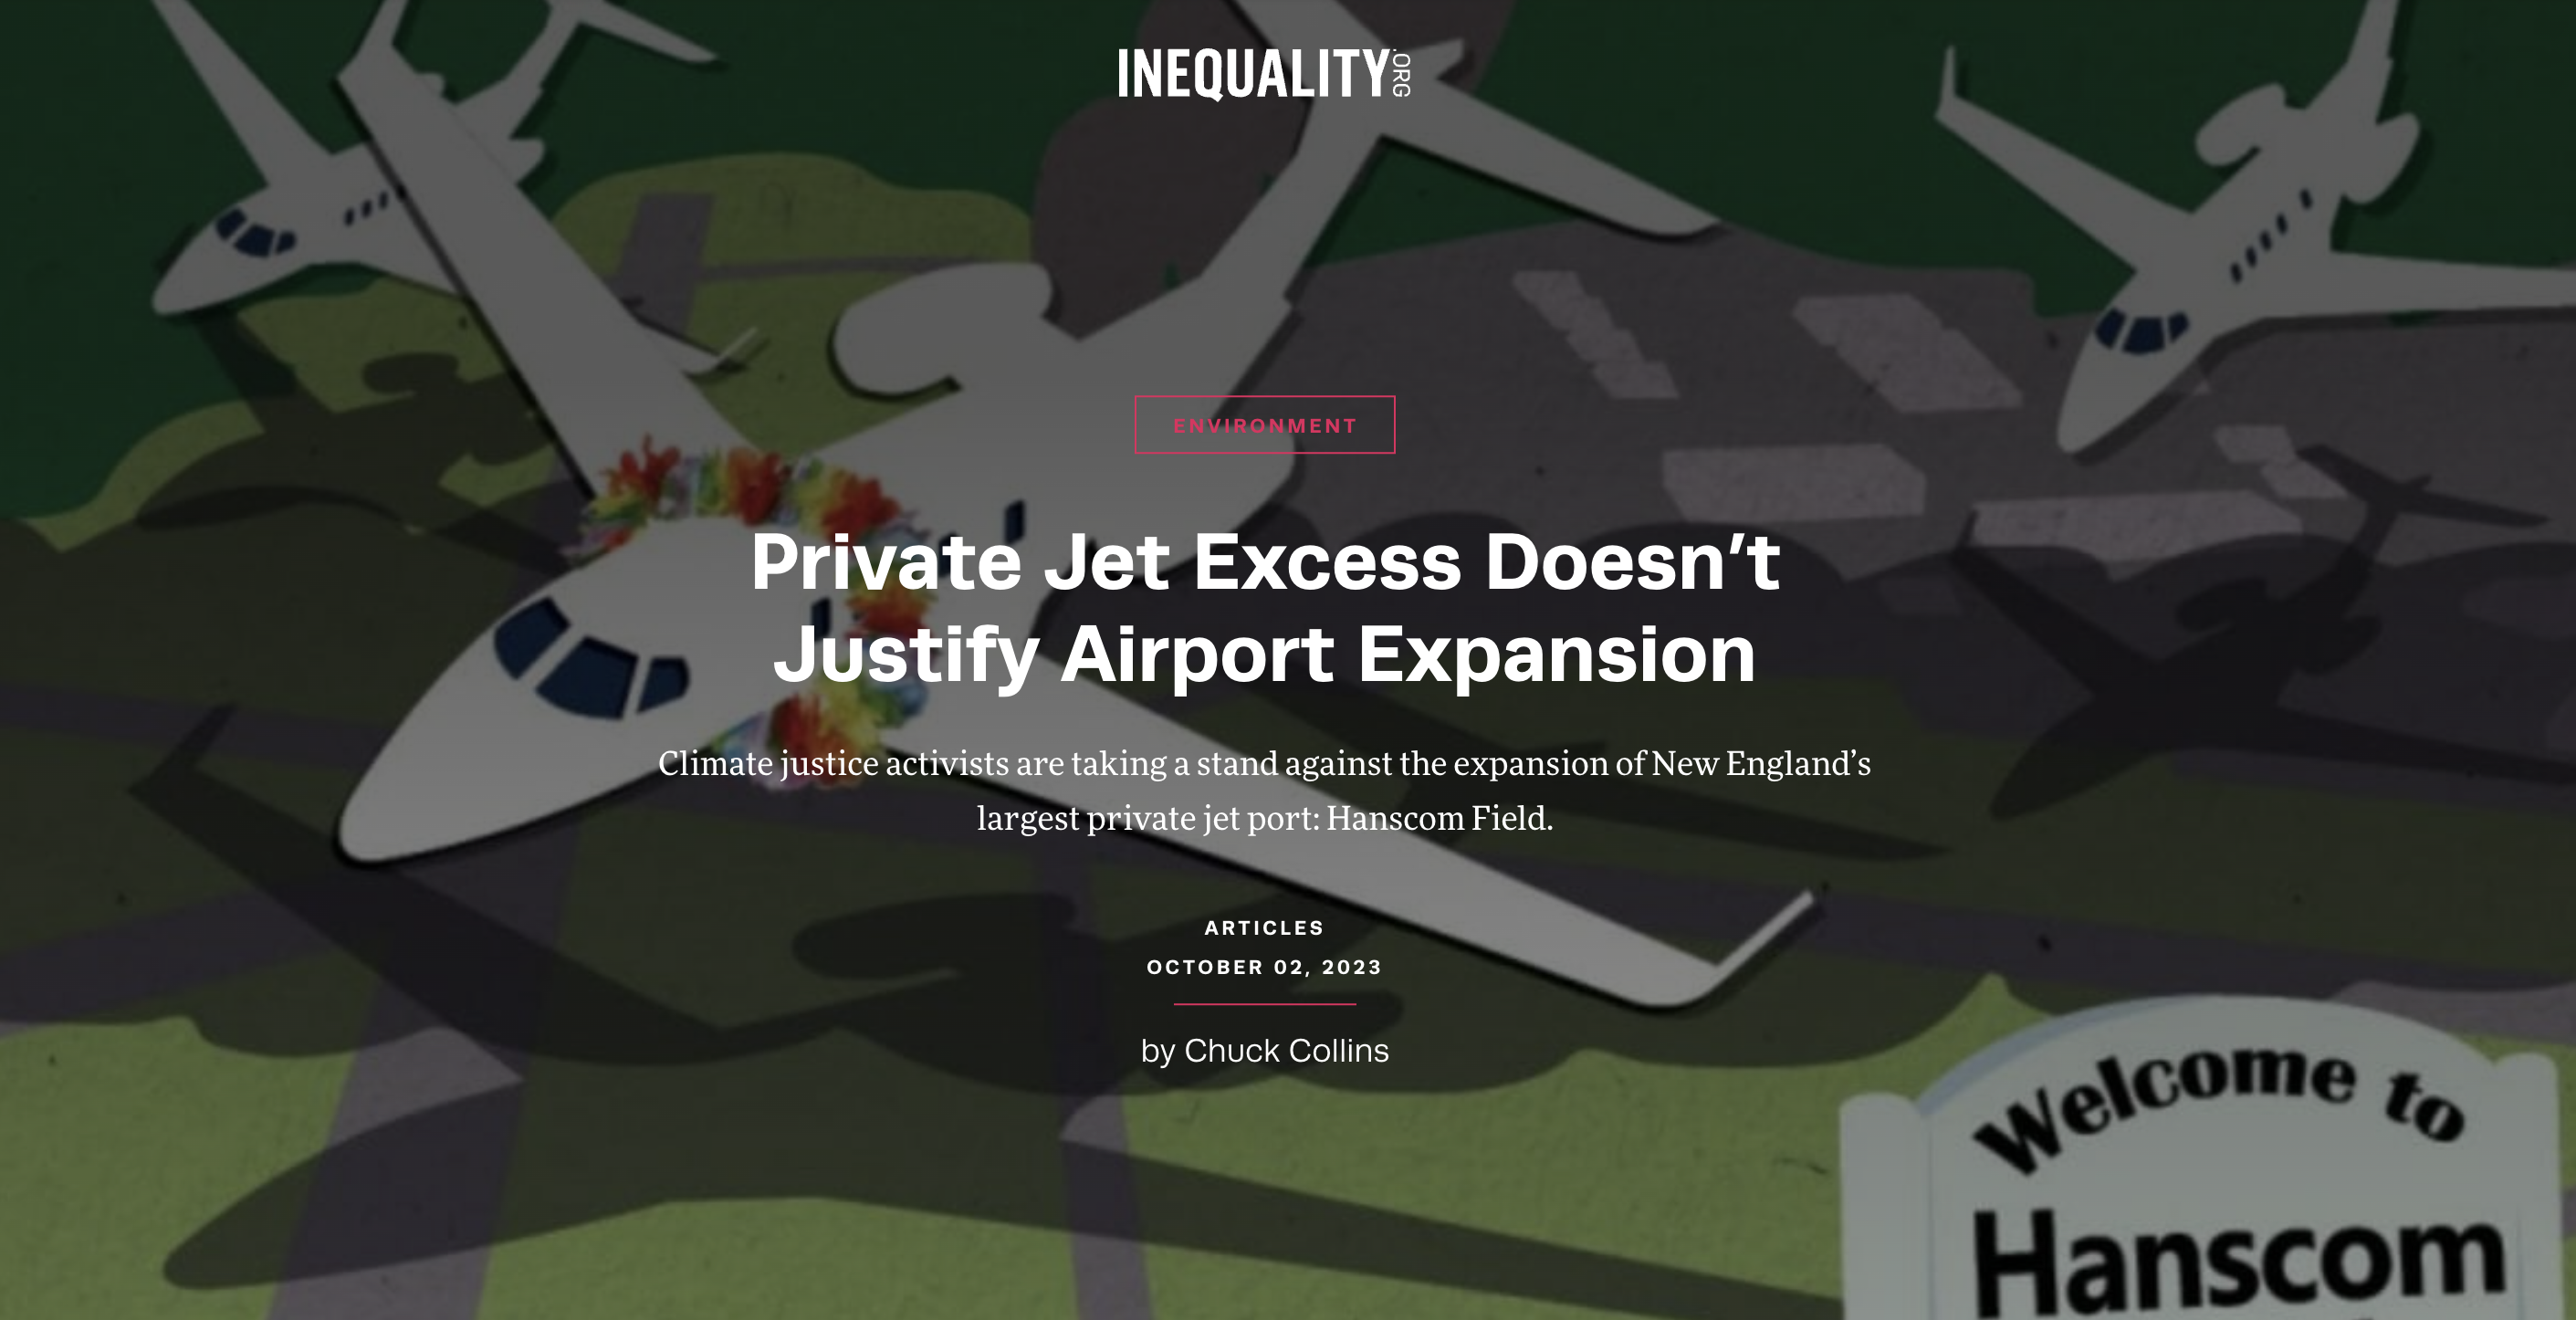 INEQUALITY.ORG
ENVIRONMENT
Private Jet Excess Doesn’t
Justify Airport Expansion
Climate justice activists are taking a stand against the expansion of New England’s
largest private jet port: Hanscom Field.
ARTICLES
OCTOBER 02, 2023
by Chuck Collins
Welcome to
Hanscom